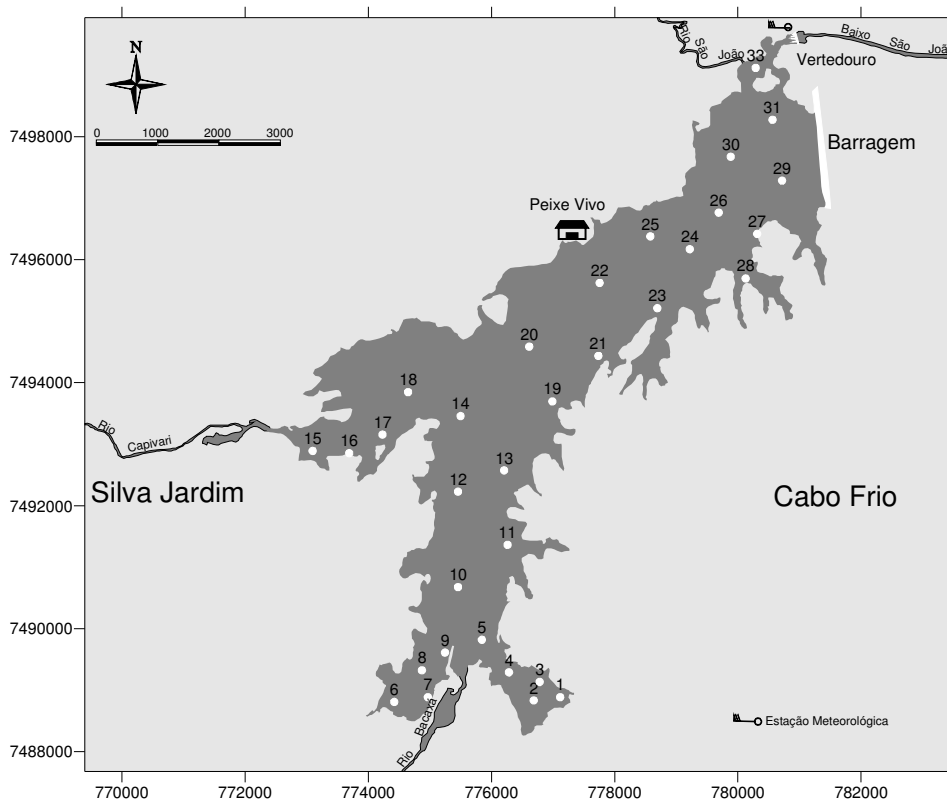 33
Rio
São
João
Baixo
São
Joã
Vertedouro
N
0 1000 2000 3000
7498000
31
Barragem
30
29
Peixe Vivo
26
25
24
27
7496000
28
22
23
20
21
7494000
18
19
14
17
Rio
Capivari
15
16
13
12
Silva Jardim
Cabo Frio
7492000
11
10
7490000
5
9
8
4
3
6
7
2
1
Rio
Bacaxá
Estação Meteorológica
7488000
770000 772000 774000 776000 778000 780000 782000